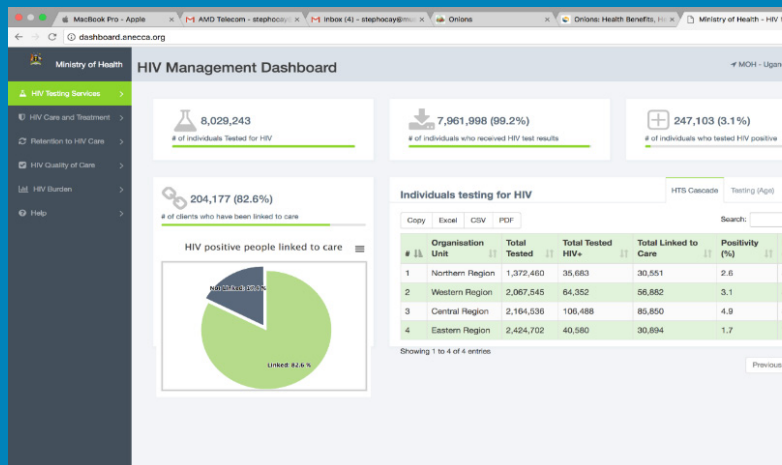 MacBook Pro - Apple
AMD Telecom - stephocay
Inbox (4) - stephocay@
Onions
Onions: Health Benefits,
Ministry of Health - HIV
dashboard.anecca.org
Ministry of Health
HIV Management Dashboard
MOH - Ugan
HIV Testing Services
HIV Care and Treatment
Retention to HIV Care
HIV Quality of Care
HIV Burden
Help
8,029,243
# of individuals Tested for HIV
7,961,998 (99.2%)
# of individuals who received HIV test results
247,103 (3.1%)
# of individuals who tested HIV positive
204,177 (82.6%)
# of clients who have been linked to care
HIV positive people linked to care
Linked: 82.6 %
Individuals testing for HIV
HTS Cascade
Testing (Age)
Copy Excel CSV PDF
Search:
# Organisation Unit Total Tested Total Tested HIV+ Total Linked to Care Positivity (%)
1 Northern Region 1,372,460 35,683 30,551 2.6
2 Western Region 2,067,545 64,352 56,882 3.1
3 Central Region 2,164,536 106,488 85,850 4.9
4 Eastern Region 2,424,702 40,580 30,894 1.7
Showing 1 to 4 of 4 entries
Previous